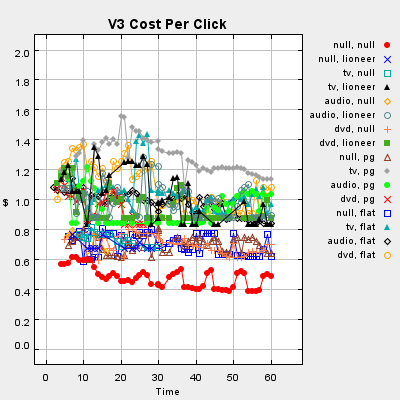 V3 Cost Per Click
2.0
1.8
1.6
1.4
1.2
1.0
0.8
0.6
0.4
0.2
0.0
$
0 10 20 30 40 50 60
Time
null, null
null, lioneer
tv, null
tv, lioneer
audio, null
audio, lioneer
dvd, null
dvd, lioneer
null, pg
tv, pg
audio, pg
dvd, pg
null, flat
tv, flat
audio, flat
dvd, flat